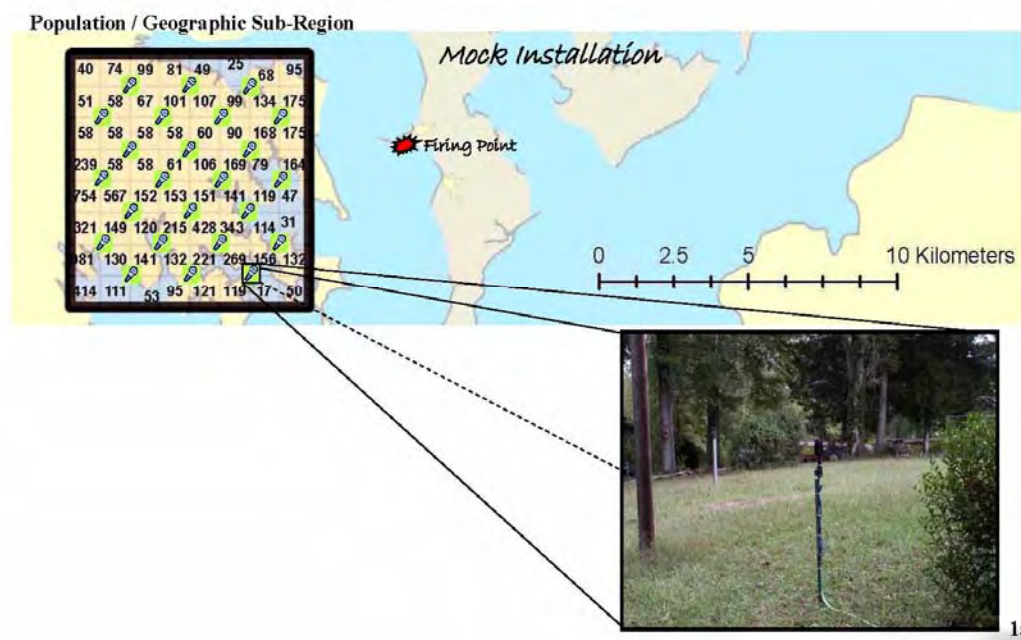 Population / Geographic Sub-Region
Mock Installation
40 74 99 81 49 25 68 95
51 58 67 101 107 99 134 175
58 58 58 58 60 90 168 175
Firing Point
239 58 58 61 106 169 79 164
754 567 152 153 151 141 119 47
321 149 120 215 428 343 114 31
0 2.5 5 10 Kilometers
130 141 132 221 269 156 132
414 111 53 95 121 119 17 50